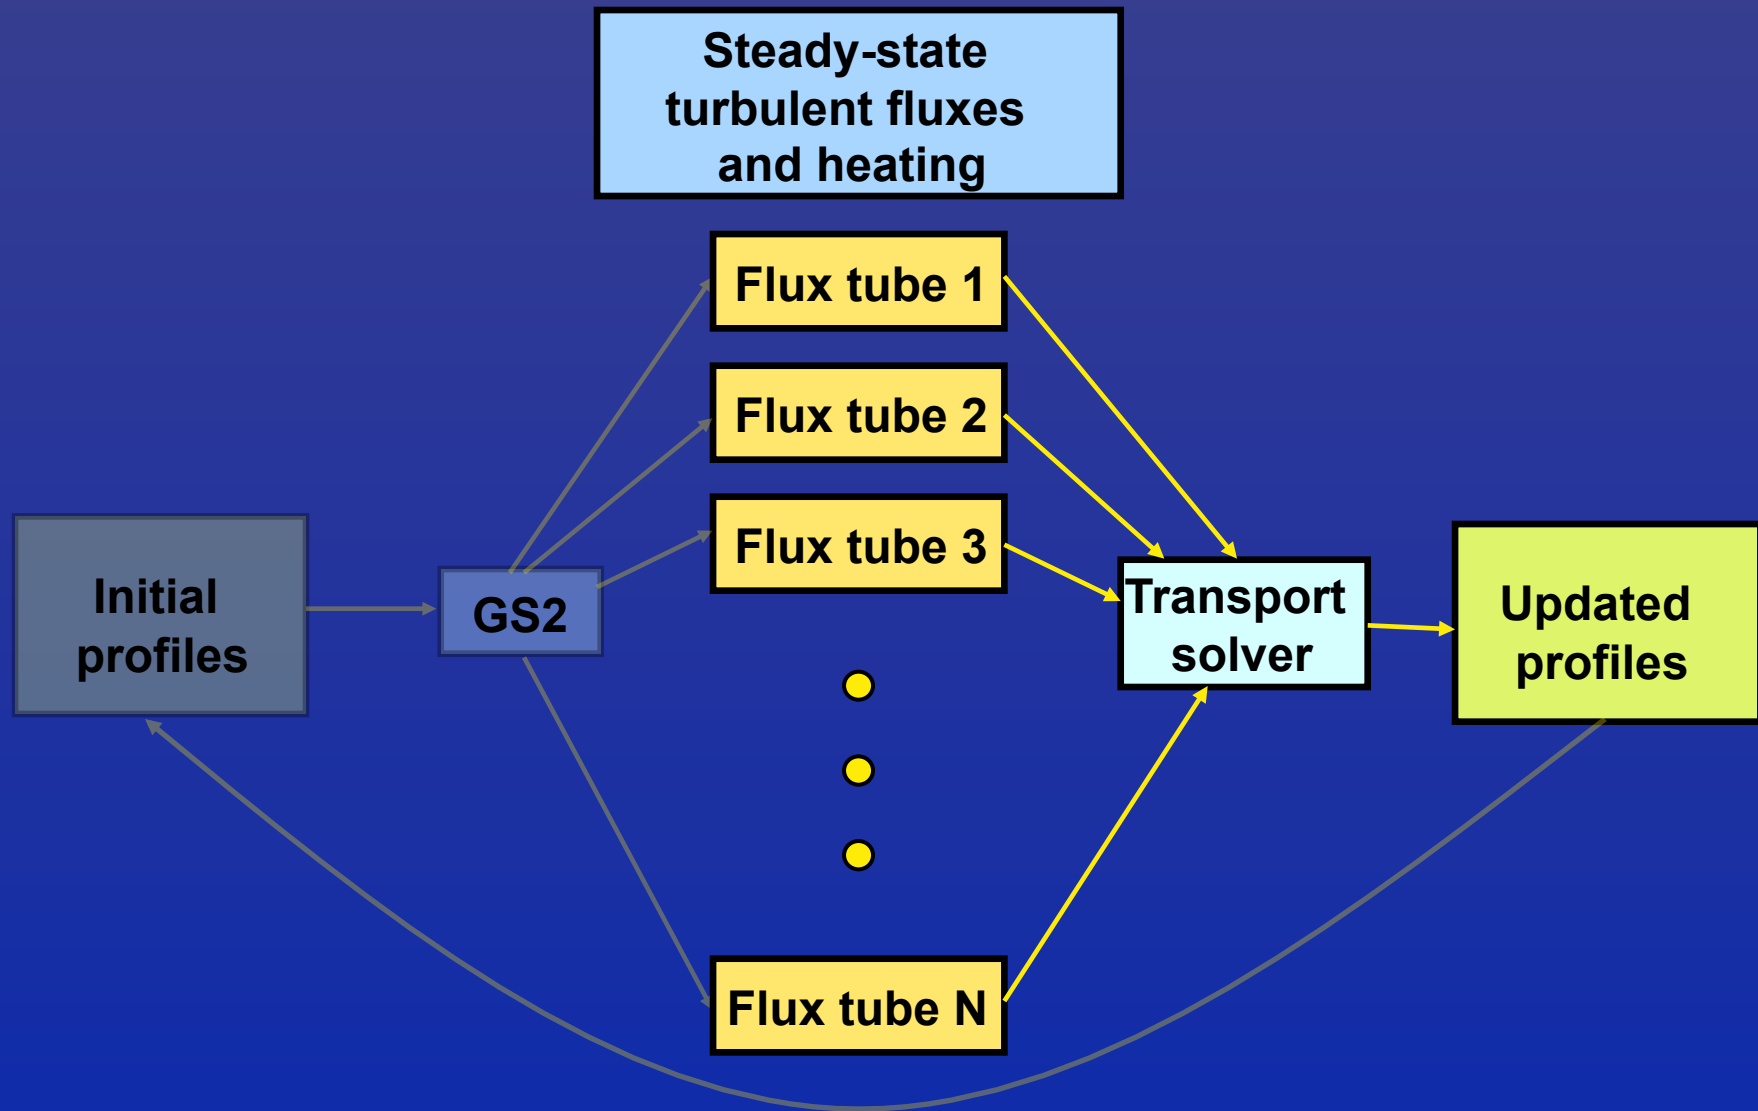 Steady-state
turbulent fluxes
and heating
Flux tube 1
Flux tube 2
Flux tube 3
Initial
profiles
GS2
Transport
solver
Updated
profiles
Flux tube N